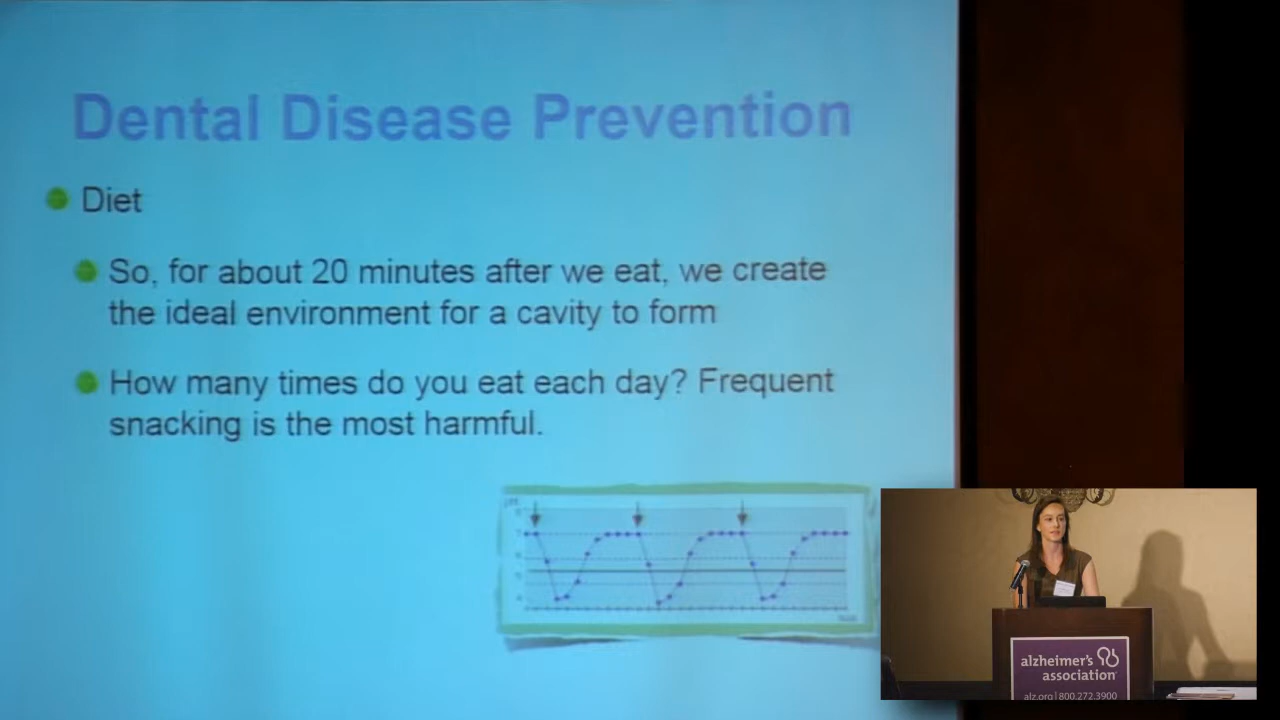 Dental Disease Prevention
Diet
So, for about 20 minutes after we eat, we create
the ideal environment for a cavity to form
How many times do you eat each day? Frequent
snacking is the most harmful.
alzheimer's
association
alz.org | 800.272.3900